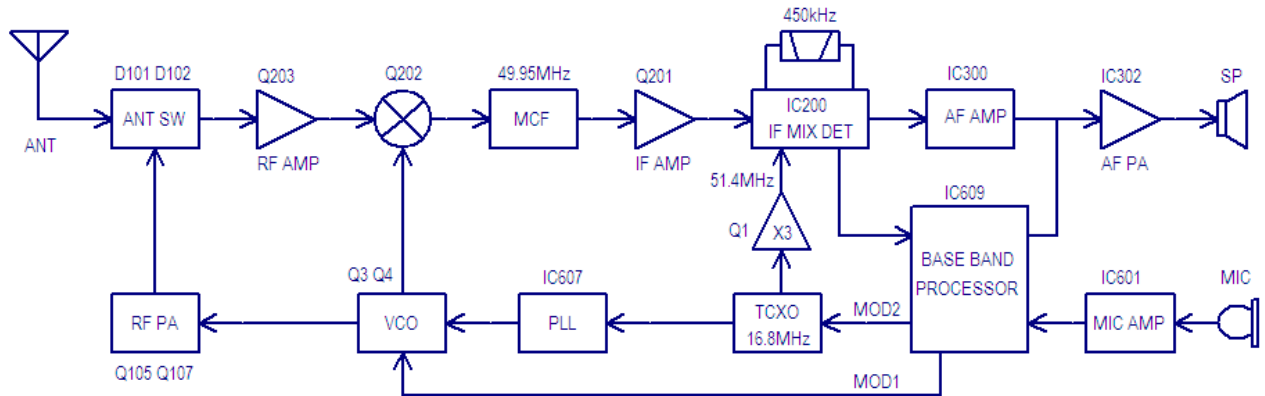 450kHz
D101 D102
Q203
Q202
49.95MHz
Q201
IC300
IC302
SP
ANT SW
MCF
IC200
IF MIX DET
AF AMP
ANT
RF AMP
IF AMP
AF PA
51.4MHz
IC609
Q1
X3
BASE BAND
PROCESSOR
Q3 Q4
IC607
IC601
MIC
RF PA
VCO
PLL
TCXO
16.8MHz
MOD2
MIC AMP
Q105 Q107
MOD1